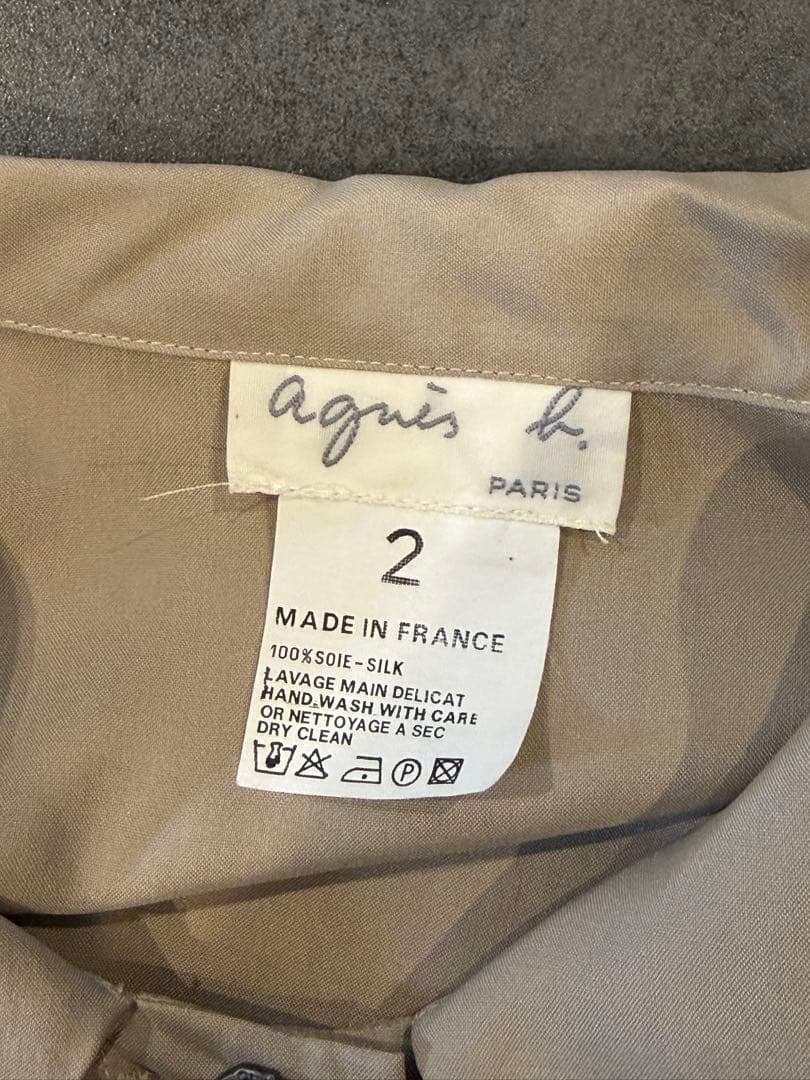 agnès b.
PARIS
2
MADE IN FRANCE
100%SOIE-SILK
LAVAGE MAIN DELICAT
HAND WASH WITH CARE
OR NETTOYAGE A SEC
DRY CLEAN
P